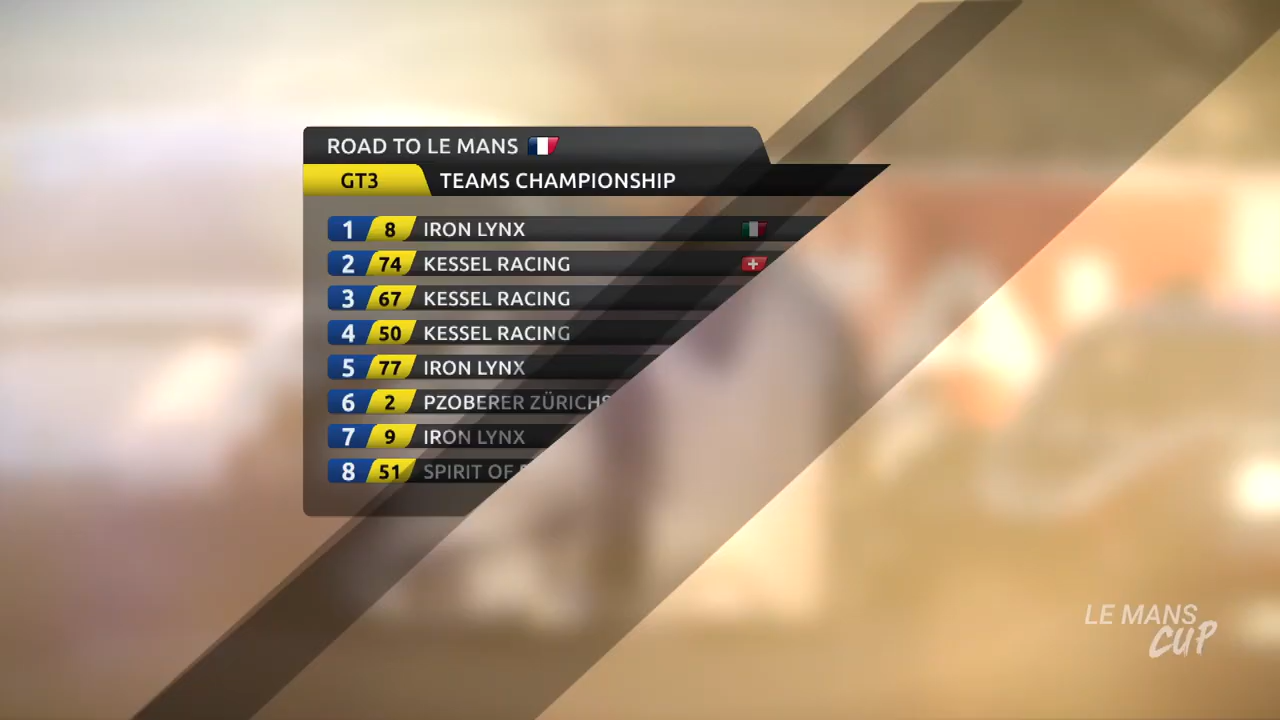 ROAD TO LE MANS
GT3 TEAMS CHAMPIONSHIP
1 8 IRON LYNX
2 74 KESSEL RACING
3 67 KESSEL RACING
4 50 KESSEL RACING
5 77 IRON LYNX
6 2 PZOBERER ZÜRICHS
7 9 IRON LYNX
8 51 SPIRIT OF
LE MANS
CUP